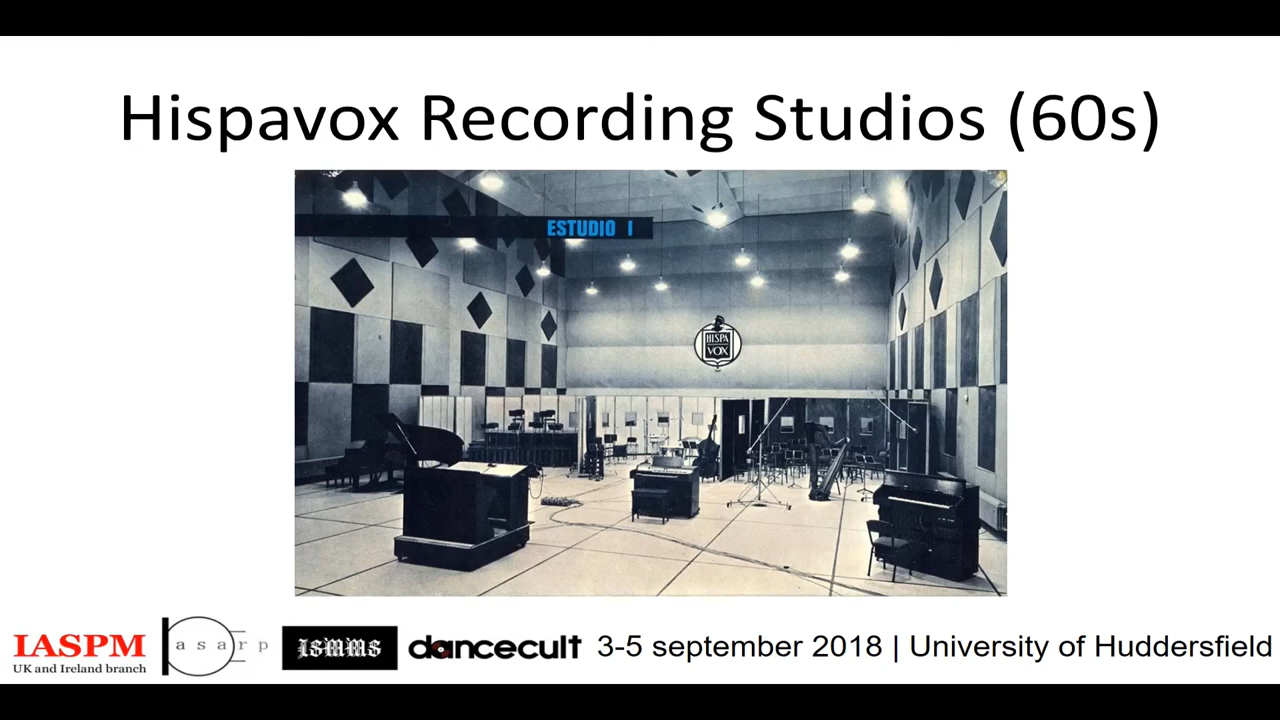 Hispavox Recording Studios (60s)
ESTUDIO I
HISPA
VOX
IASPM
UK and Ireland branch
asarp
ISMMS
dancecult
3-5 september 2018 | University of Huddersfield